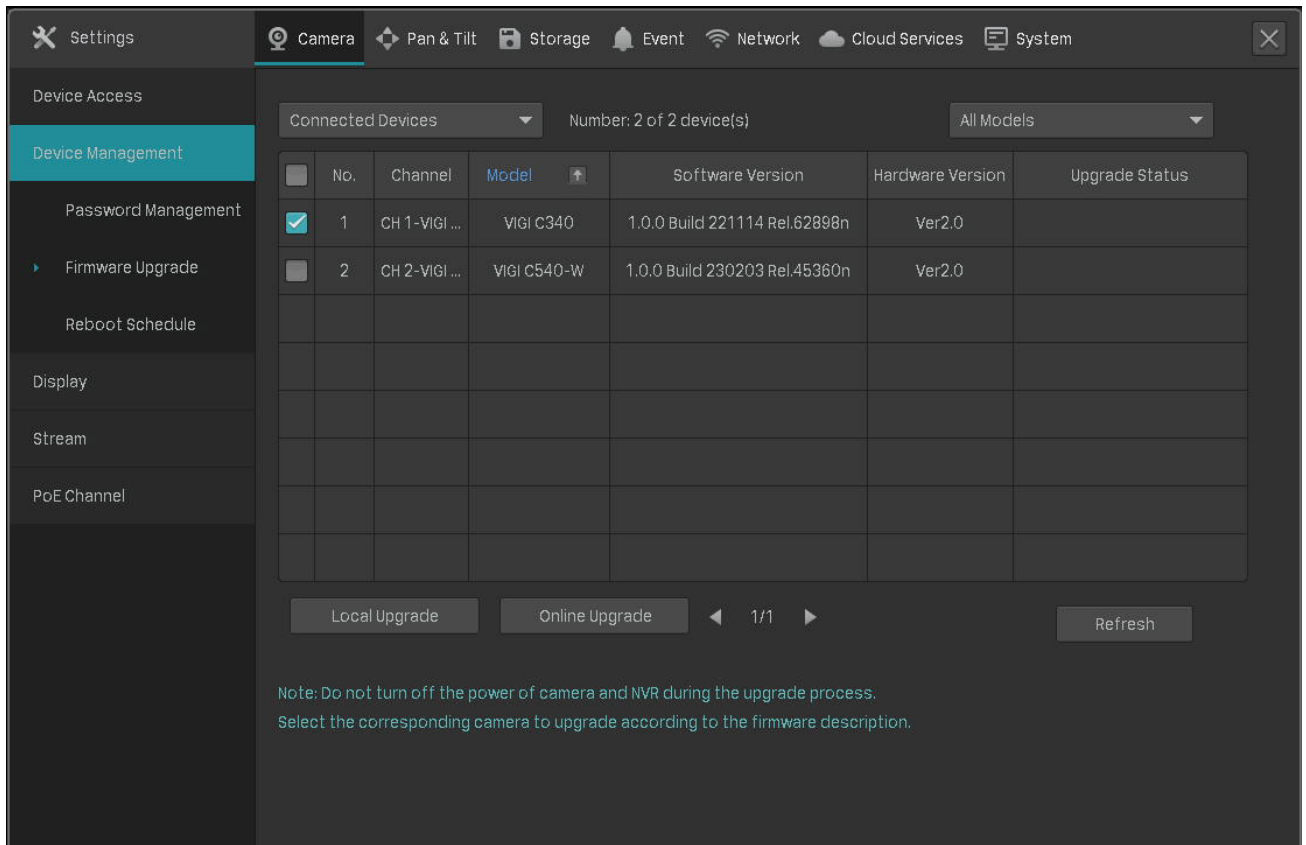 Settings
Camera Pan & Tilt Storage Event Network Cloud Services System
Device Access
Device Management
Password Management
Firmware Upgrade
Reboot Schedule
Display
Stream
PoE Channel
Connected Devices Number: 2 of 2 device(s) All Models
No. Channel Model Software Version Hardware Version Upgrade Status
1 CH 1-VIGI ... VIGI C340 1.0.0 Build 221114 Rel.62898n Ver2.0
2 CH 2-VIGI ... VIGI C540-W 1.0.0 Build 230203 Rel.45360n Ver2.0
Local Upgrade Online Upgrade 1/1 Refresh
Note: Do not turn off the power of camera and NVR during the upgrade process.
Select the corresponding camera to upgrade according to the firmware description.